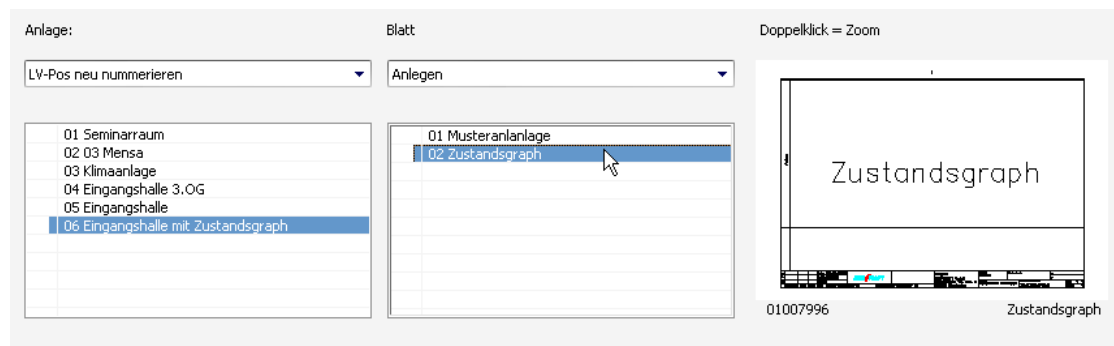 Anlage:
Blatt
Doppelklick = Zoom
LV-Pos neu nummerieren
Anlegen
01 Seminarraum
02 03 Mensa
03 Klimaanlage
04 Eingangshalle 3.OG
05 Eingangshalle
06 Eingangshalle mit Zustandsgraph
01 Musteranlanlage
02 Zustandsgraph
Zustandsgraph
01007996
Zustandsgraph